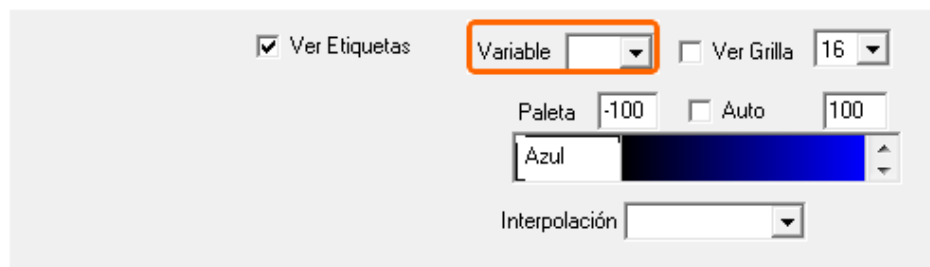 Ver Etiquetas Variable Ver Grilla 16
Paleta -100 Auto 100
Azul
Interpolación